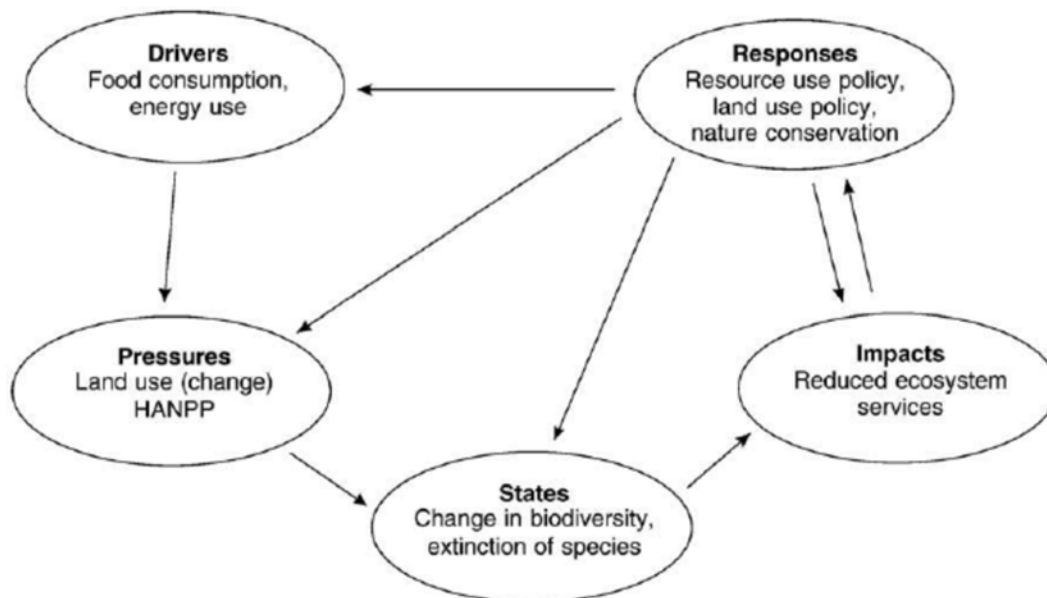 Drivers
Food consumption,
energy use
Responses
Resource use policy,
land use policy,
nature conservation
Pressures
Land use (change)
HANPP
Impacts
Reduced ecosystem
services
States
Change in biodiversity,
extinction of species